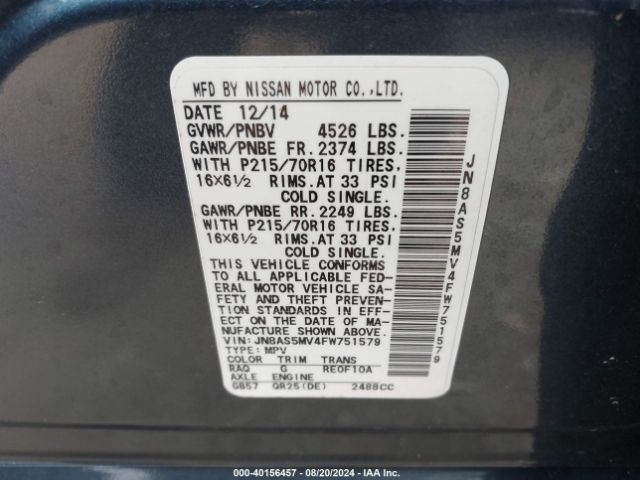 MFD BY NISSAN MOTOR CO.,LTD.
DATE 12/14
GVWR/PNBV 4526 LBS.
GAWR/PNBE FR. 2374 LBS.
WITH P215/70R16 TIRES,
16X6½ RIMS.AT 33 PSI
COLD SINGLE.
GAWR/PNBE RR. 2249 LBS.
WITH P215/70R16 TIRES,
16X6½ RIMS.AT 33 PSI
COLD SINGLE.
THIS VEHICLE CONFORMS
TO ALL APPLICABLE FED-
ERAL MOTOR VEHICLE SA-
FETY AND THEFT PREVEN-
TION STANDARDS IN EFF-
ECT ON THE DATE OF MA-
NUFACTURE SHOWN ABOVE.
VIN: JN8AS5MV4FW751579
TYPE: MPV
COLOR TRIM TRANS
RAQ G RE0F10A
AXLE ENGINE
GB57 QR25(DE) 2488CC
JN8AS5MV4FW751579
000-40156457 - 08/20/2024 - IAA Inc.